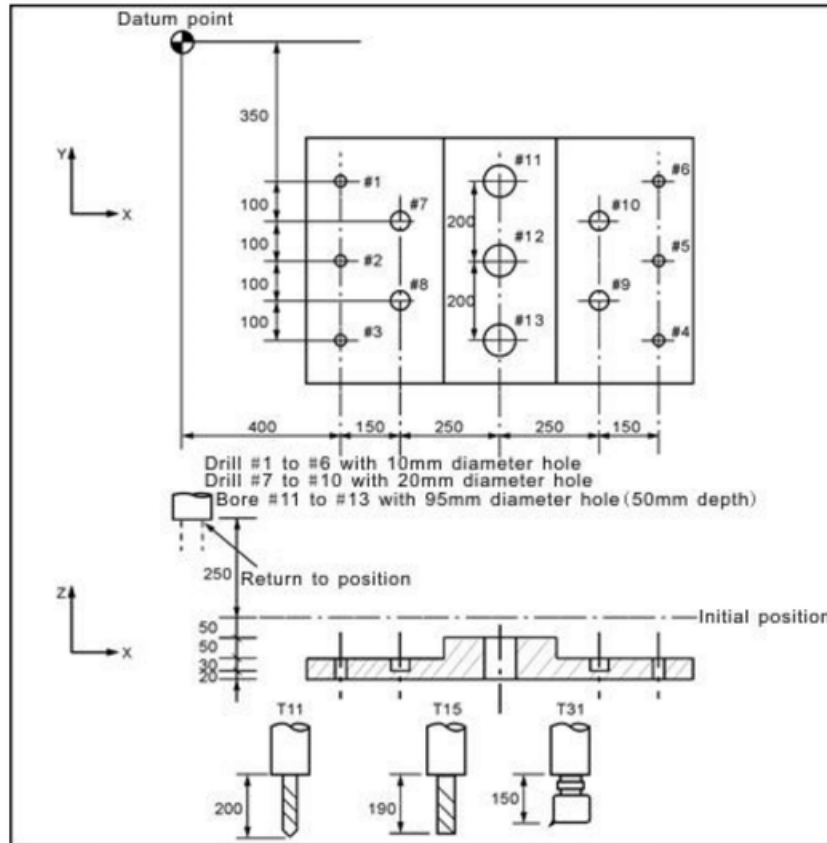 Datum point
350
Y
X
#1
#11
#6
100
#7
200
#10
100
#2
#12
#5
100
#8
200
#9
100
#3
#13
#4
400
150
250
250
150
Drill #1 to #6 with 10mm diameter hole
Drill #7 to #10 with 20mm diameter hole
Bore #11 to #13 with 95mm diameter hole(50mm depth)
250
Return to position
Z
X
Initial position
50
50
30
20
T11
T15
T31
200
190
150